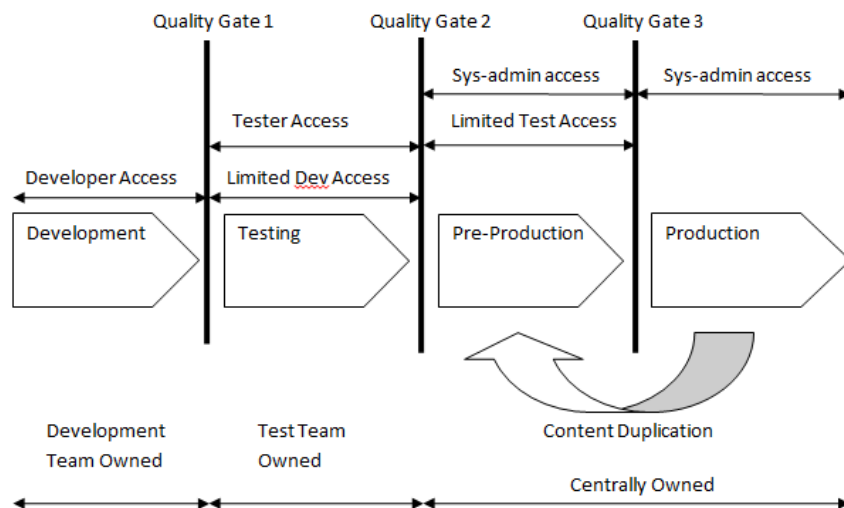 Quality Gate 1
Quality Gate 2
Quality Gate 3
Sys-admin access
Sys-admin access
Tester Access
Limited Test Access
Developer Access
Limited Dev Access
Development
Testing
Pre-Production
Production
Development
Team Owned
Test Team
Owned
Content Duplication
Centrally Owned